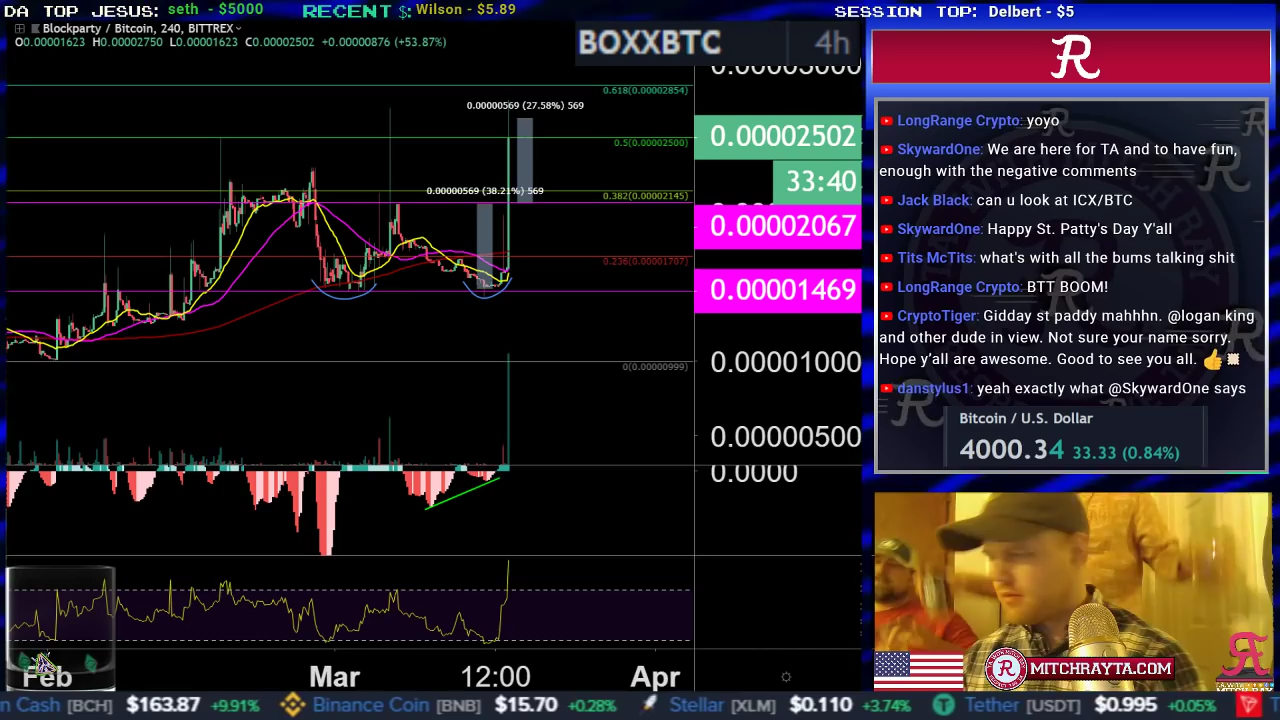 DA TOP JESUS: seth - $5000
RECENT $: Wilson - $5.89
SESSION TOP: Delbert - $5
Blockparty / Bitcoin, 240, BITTREX
O0.00001623 H0.00002750 L0.00001623 C0.00002502 +0.00000876 (+53.87%)
BOXXBTC 4h
0.618(0.00002854)
0.00000569 (27.58%) 569
0.5(0.00002500)
0.00002502
33:40
0.00000569 (38.21%) 569
0.382(0.00002145)
0.00002067
0.236(0.00001707)
0.00001469
0(0.00000999)
0.00001000
0.00000500
0.0000
Feb
Mar
12:00
Apr
R
LongRange Crypto: yoyo
SkywardOne: We are here for TA and to have fun,
enough with the negative comments
Jack Black: can u look at ICX/BTC
SkywardOne: Happy St. Patty's Day Y'all
Tits McTits: what's with all the bums talking shit
LongRange Crypto: BTT BOOM!
CryptoTiger: Gidday st paddy mahhhn. @logan king
and other dude in view. Not sure your name sorry.
Hope y'all are awesome. Good to see you all.
danstylus1: yeah exactly what @SkywardOne says
Bitcoin / U.S. Dollar
4000.34 33.33 (0.84%)
MITCHRAYTA.COM
n Cash [BCH] $163.87 +9.91% Binance Coin [BNB] $15.70 +0.28% Stellar [XLM] $0.110 +3.74% Tether [USDT] $0.995 +0.05%